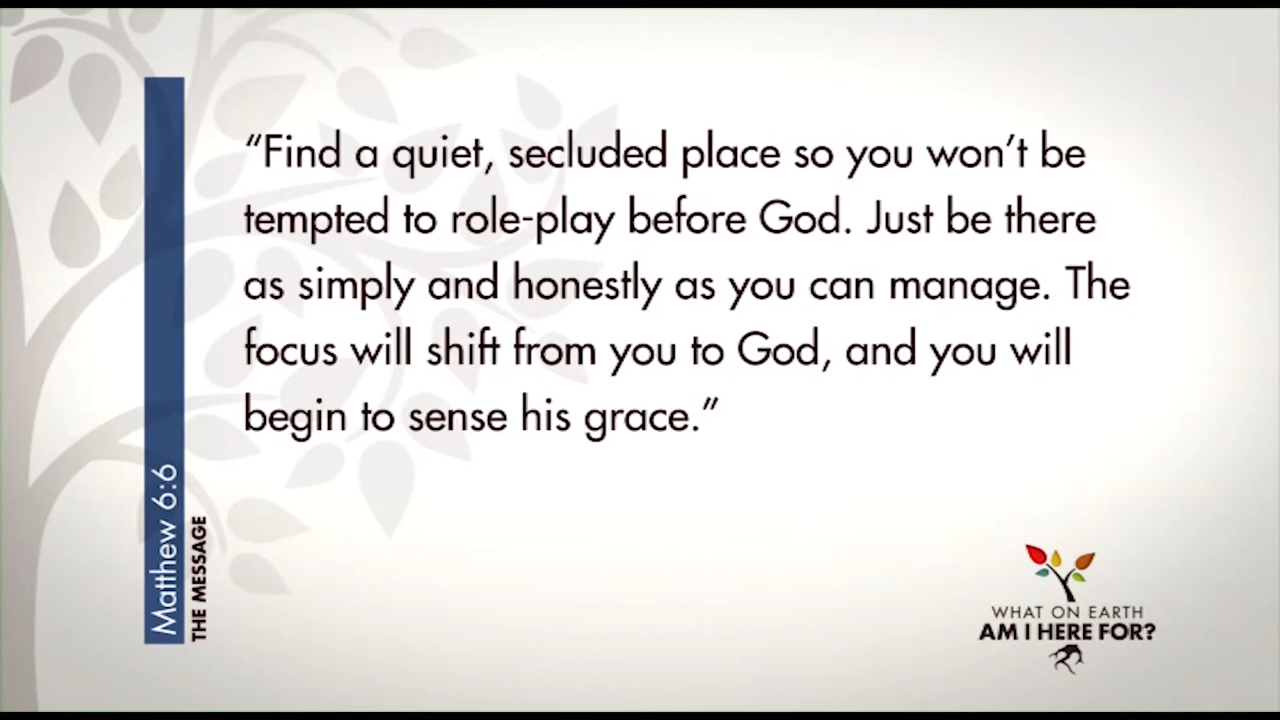 “Find a quiet, secluded place so you won’t be
tempted to role-play before God. Just be there
as simply and honestly as you can manage. The
focus will shift from you to God, and you will
begin to sense his grace.”
Matthew 6:6
THE MESSAGE
WHAT ON EARTH
AM I HERE FOR?